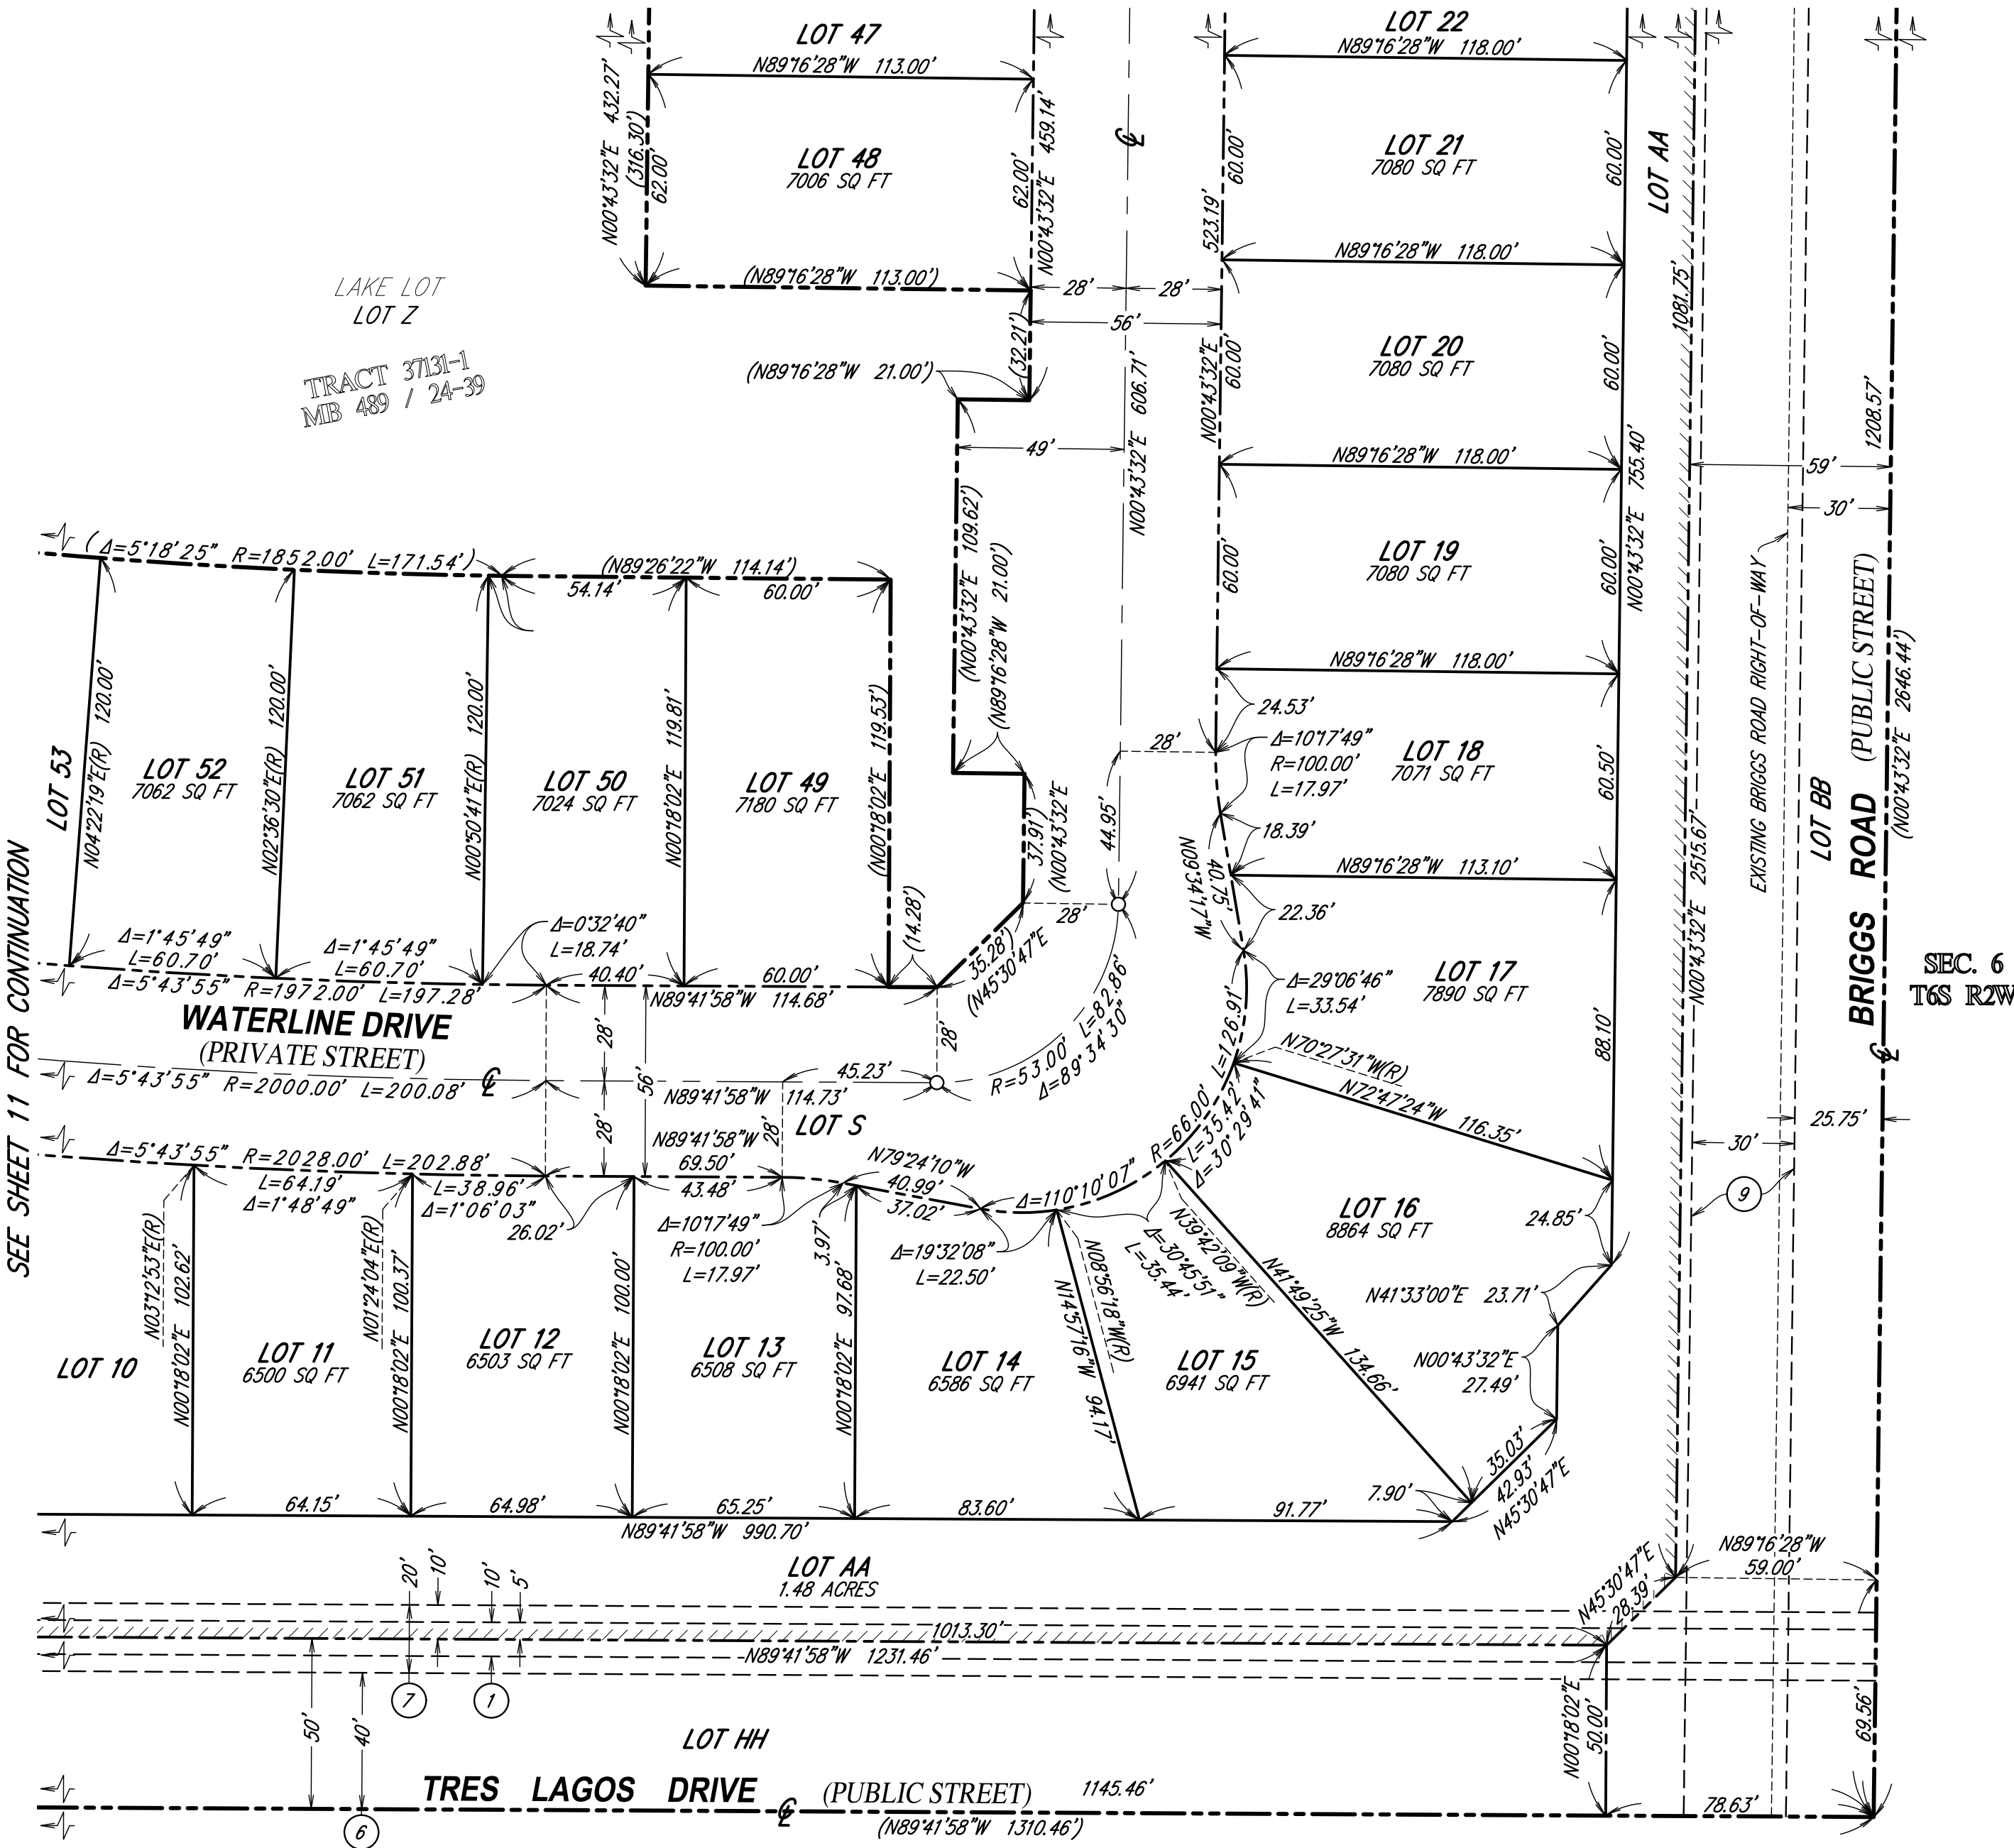 LOT 47
N89°16'28"W 113.00'
N00°43'32"E 432.27'
(316.30')
62.00'
LOT 48
7006 SQ FT
62.00'
N00°43'32"E 459.14'
(N89°16'28"W 113.00')
28'
28'
56'
(32.21')
(N89°16'28"W 21.00')
49'
N00°43'32"E 606.71'
(N00°43'32"E 109.62')
(N89°16'28"W 21.00')
LOT 22
N89°16'28"W 118.00'
60.00'
LOT 21
7080 SQ FT
60.00'
523.19'
N89°16'28"W 118.00'
N00°43'32"E
60.00'
LOT 20
7080 SQ FT
60.00'
N89°16'28"W 118.00'
60.00'
LOT 19
7080 SQ FT
60.00'
N00°43'32"E 755.40'
N89°16'28"W 118.00'
24.53'
28'
Δ=10°17'49"
R=100.00'
L=17.97'
LOT 18
7071 SQ FT
60.50'
18.39'
N89°16'28"W 113.10'
N09°34'17"W
40.75'
22.36'
Δ=29°06'46"
L=33.54'
LOT 17
7890 SQ FT
88.10'
N70°27'31"W(R)
N72°47'24"W 116.35'
LOT AA
1081.75'
N00°43'32"E 2515.67'
59'
30'
EXISTING BRIGGS ROAD RIGHT-OF-WAY
LOT BB
BRIGGS ROAD (PUBLIC STREET)
1208.57'
(N00°43'32"E 2646.44')
SEC. 6
T6S R2W
25.75'
30'
9
LAKE LOT
LOT Z
TRACT 37131-1
MB 489 / 24-39
(Δ=5°18'25" R=1852.00' L=171.54')
(N89°26'22"W 114.14')
54.14'
60.00'
LOT 53
N04°22'19"E(R) 120.00'
LOT 52
7062 SQ FT
N02°36'30"E(R) 120.00'
LOT 51
7062 SQ FT
N00°50'41"E(R) 120.00'
LOT 50
7024 SQ FT
N00°18'02"E 119.81'
LOT 49
7180 SQ FT
(N00°18'02"E 119.53')
(14.28')
37.91'
(N00°43'32"E)
44.95'
28'
35.28')
(N45°30'47"E
R=53.00' L=82.86'
Δ=89°34'30"
Δ=1°45'49"
L=60.70'
Δ=1°45'49"
L=60.70'
Δ=0°32'40"
L=18.74'
40.40'
60.00'
Δ=5°43'55" R=1972.00' L=197.28'
N89°41'58"W 114.68'
WATERLINE DRIVE
(PRIVATE STREET)
Δ=5°43'55" R=2000.00' L=200.08'
28'
56'
28'
28'
45.23'
N89°41'58"W 114.73'
28'
LOT S
SEE SHEET 11 FOR CONTINUATION
Δ=5°43'55" R=2028.00' L=202.88'
L=64.19'
Δ=1°48'49"
L=38.96'
Δ=1°06'03"
26.02'
N89°41'58"W
69.50'
43.48'
Δ=10°17'49"
R=100.00'
L=17.97'
3.97'
N79°24'10"W
40.99'
37.02'
Δ=19°32'08"
L=22.50'
Δ=110°10'07" R=66.00' L=126.91'
L=35.42'
Δ=30°29'41"
Δ=30°45'51"
L=35.44'
N03°12'53"E(R)
N00°18'02"E 102.62'
N01°24'04"E(R)
N00°18'02"E 100.37'
N00°18'02"E 100.00'
N00°18'02"E 97.68'
N08°56'18"W(R)
N14°57'16"W 94.17'
N39°42'09"W(R)
N41°49'25"W 134.66'
LOT 10
LOT 11
6500 SQ FT
LOT 12
6503 SQ FT
LOT 13
6508 SQ FT
LOT 14
6586 SQ FT
LOT 15
6941 SQ FT
LOT 16
8864 SQ FT
24.85'
N41°33'00"E 23.71'
N00°43'32"E
27.49'
35.03'
42.93'
N45°30'47"E
7.90'
64.15'
64.98'
65.25'
83.60'
91.77'
N89°41'58"W 990.70'
LOT AA
1.48 ACRES
20'
10'
10'
5'
1013.30'
N89°41'58"W 1231.46'
N45°30'47"E
28.39'
N89°16'28"W
59.00'
7
1
50'
40'
LOT HH
N00°18'02"E
50.00'
69.56'
TRES LAGOS DRIVE (PUBLIC STREET)
1145.46'
78.63'
(N89°41'58"W 1310.46')
6